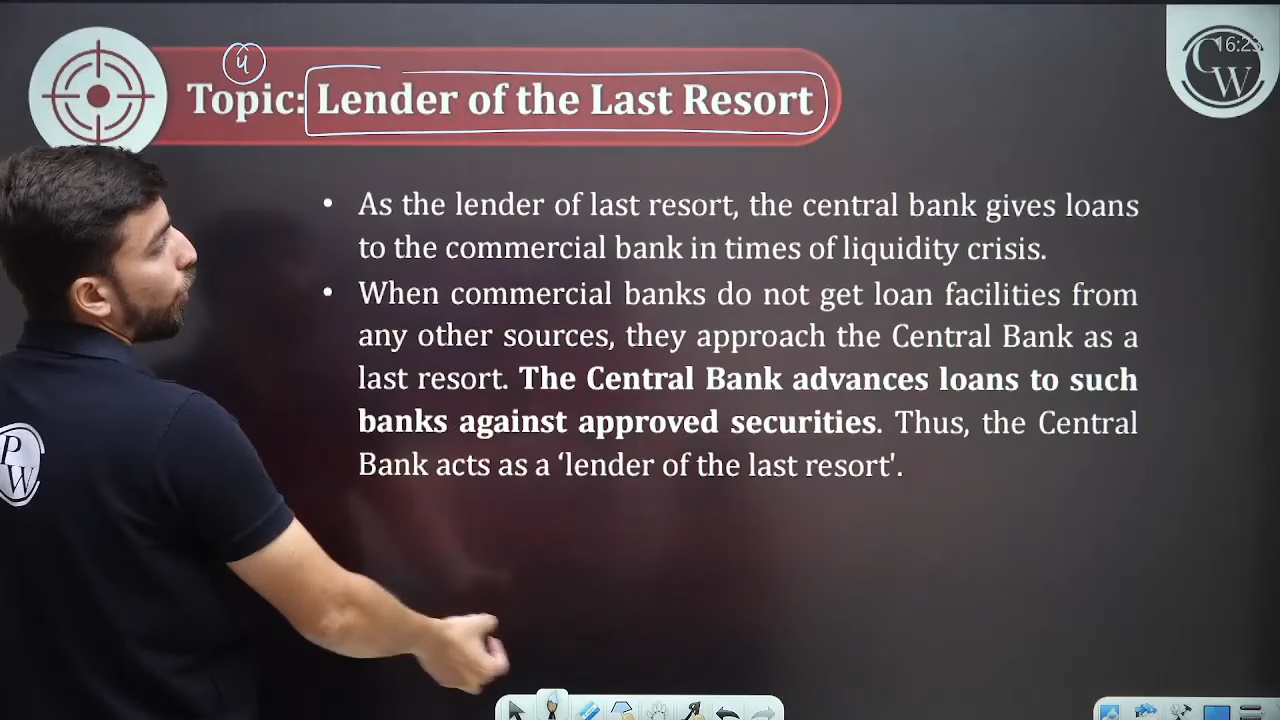 4
Topic: Lender of the Last Resort
16:23
CW
• As the lender of last resort, the central bank gives loans
to the commercial bank in times of liquidity crisis.
• When commercial banks do not get loan facilities from
any other sources, they approach the Central Bank as a
last resort. The Central Bank advances loans to such
banks against approved securities. Thus, the Central
Bank acts as a ‘lender of the last resort'.
PW